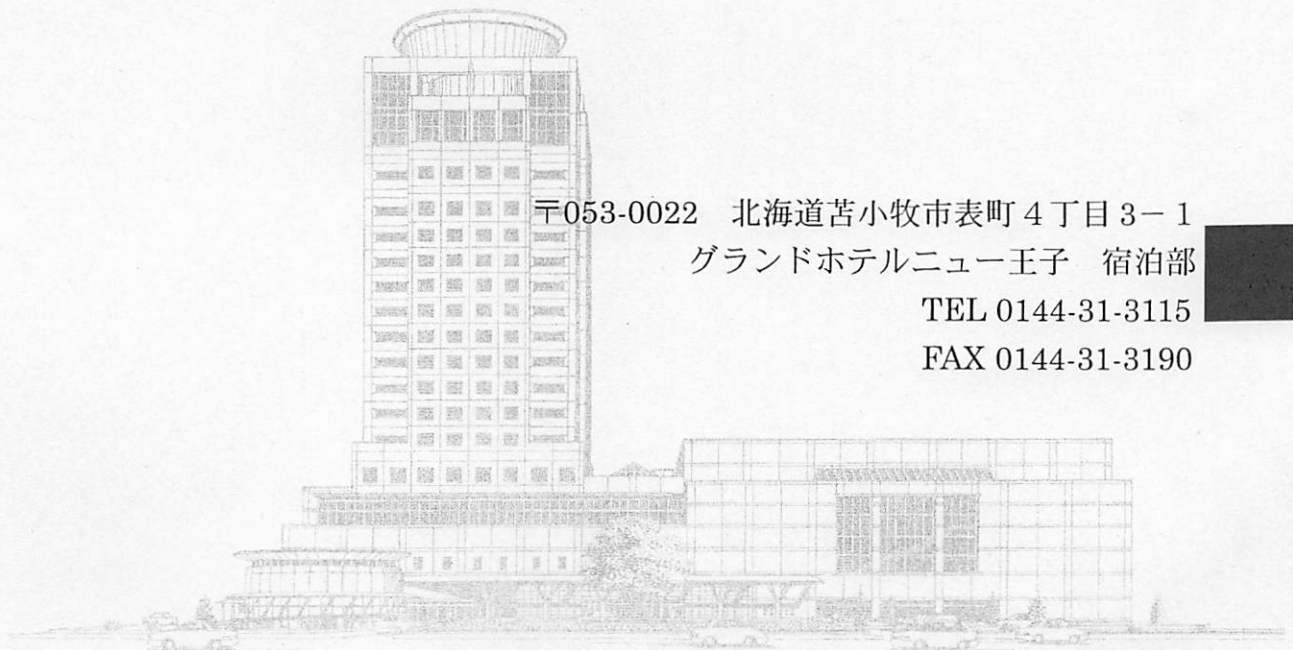 〒053-0022　北海道苫小牧市表町４丁目３－１
グランドホテルニュー王子　宿泊部
TEL 0144-31-3115
FAX 0144-31-3190